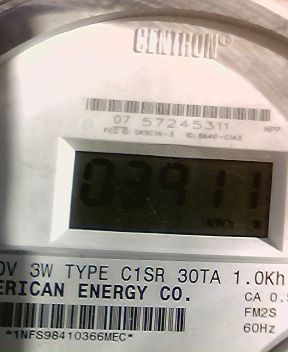 CENTRON®
07 57245311
03911
kWh
0V 3W TYPE C1SR 30TA 1.0Kh
ERICAN ENERGY CO. CA 0.
FM2S
*1NFS98410366MEC* 60Hz